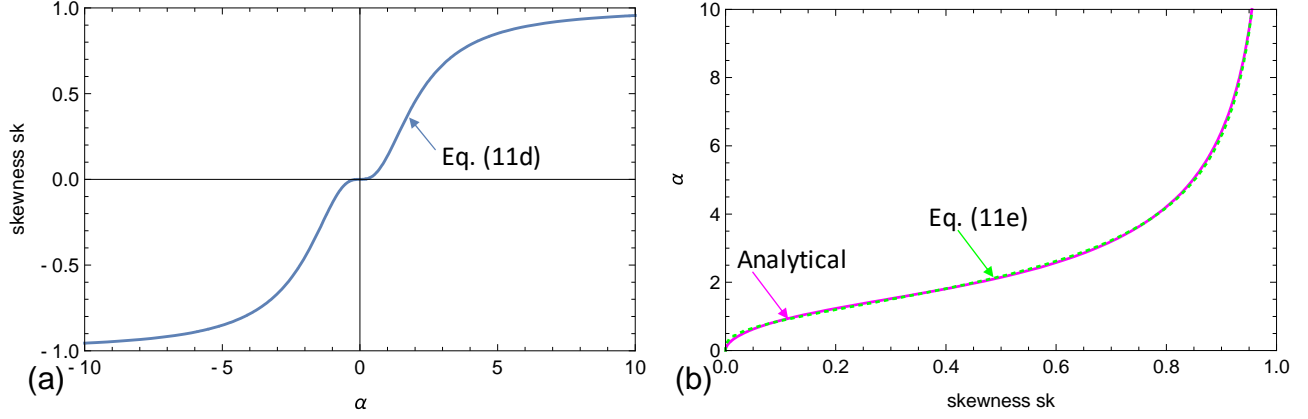 1.0
0.5
0.0
- 0.5
- 1.0
skewness sk
Eq. (11d)
- 10
- 5
0
5
10
(a)
α
10
8
6
4
2
0
α
Eq. (11e)
Analytical
0.0
0.2
0.4
0.6
0.8
1.0
(b)
skewness sk